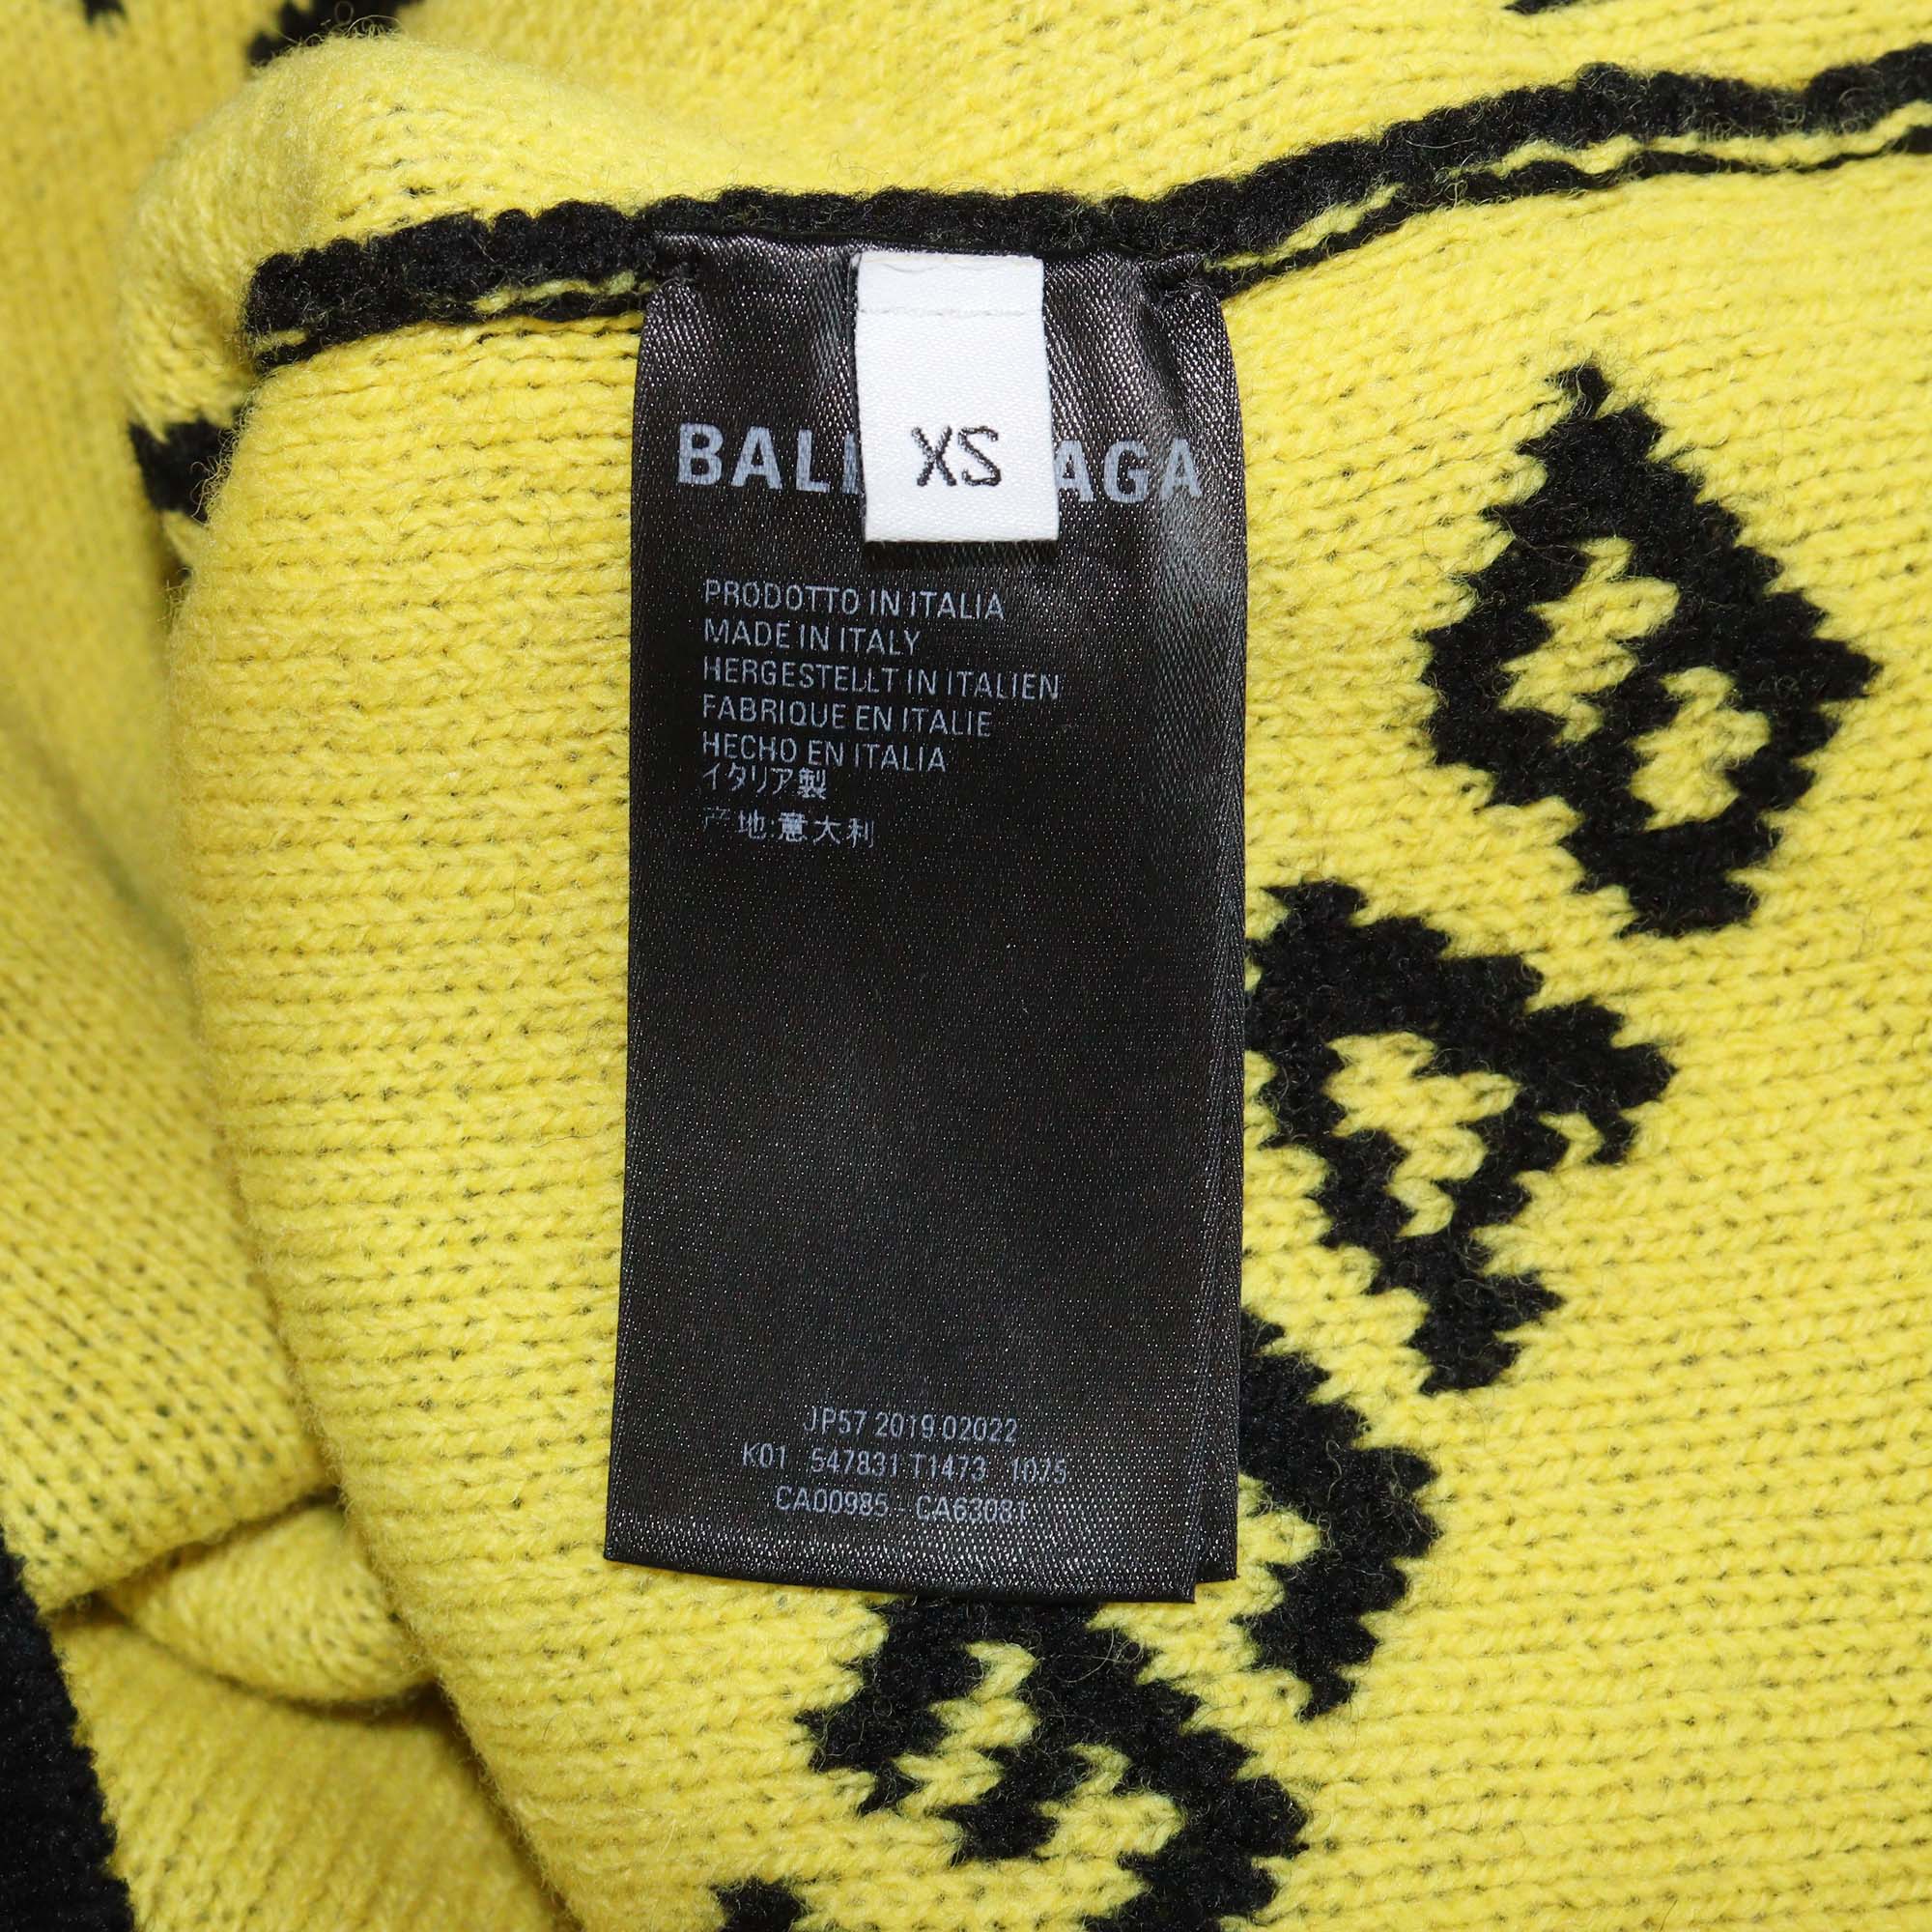 XS
BAL AGA
PRODOTTO IN ITALIA
MADE IN ITALY
HERGESTELLT IN ITALIEN
FABRIQUE EN ITALIE
HECHO EN ITALIA
イタリア製
产地:意大利
JP57 2019 02022
K01 547831 T1473 1075
CA00985 - CA63081